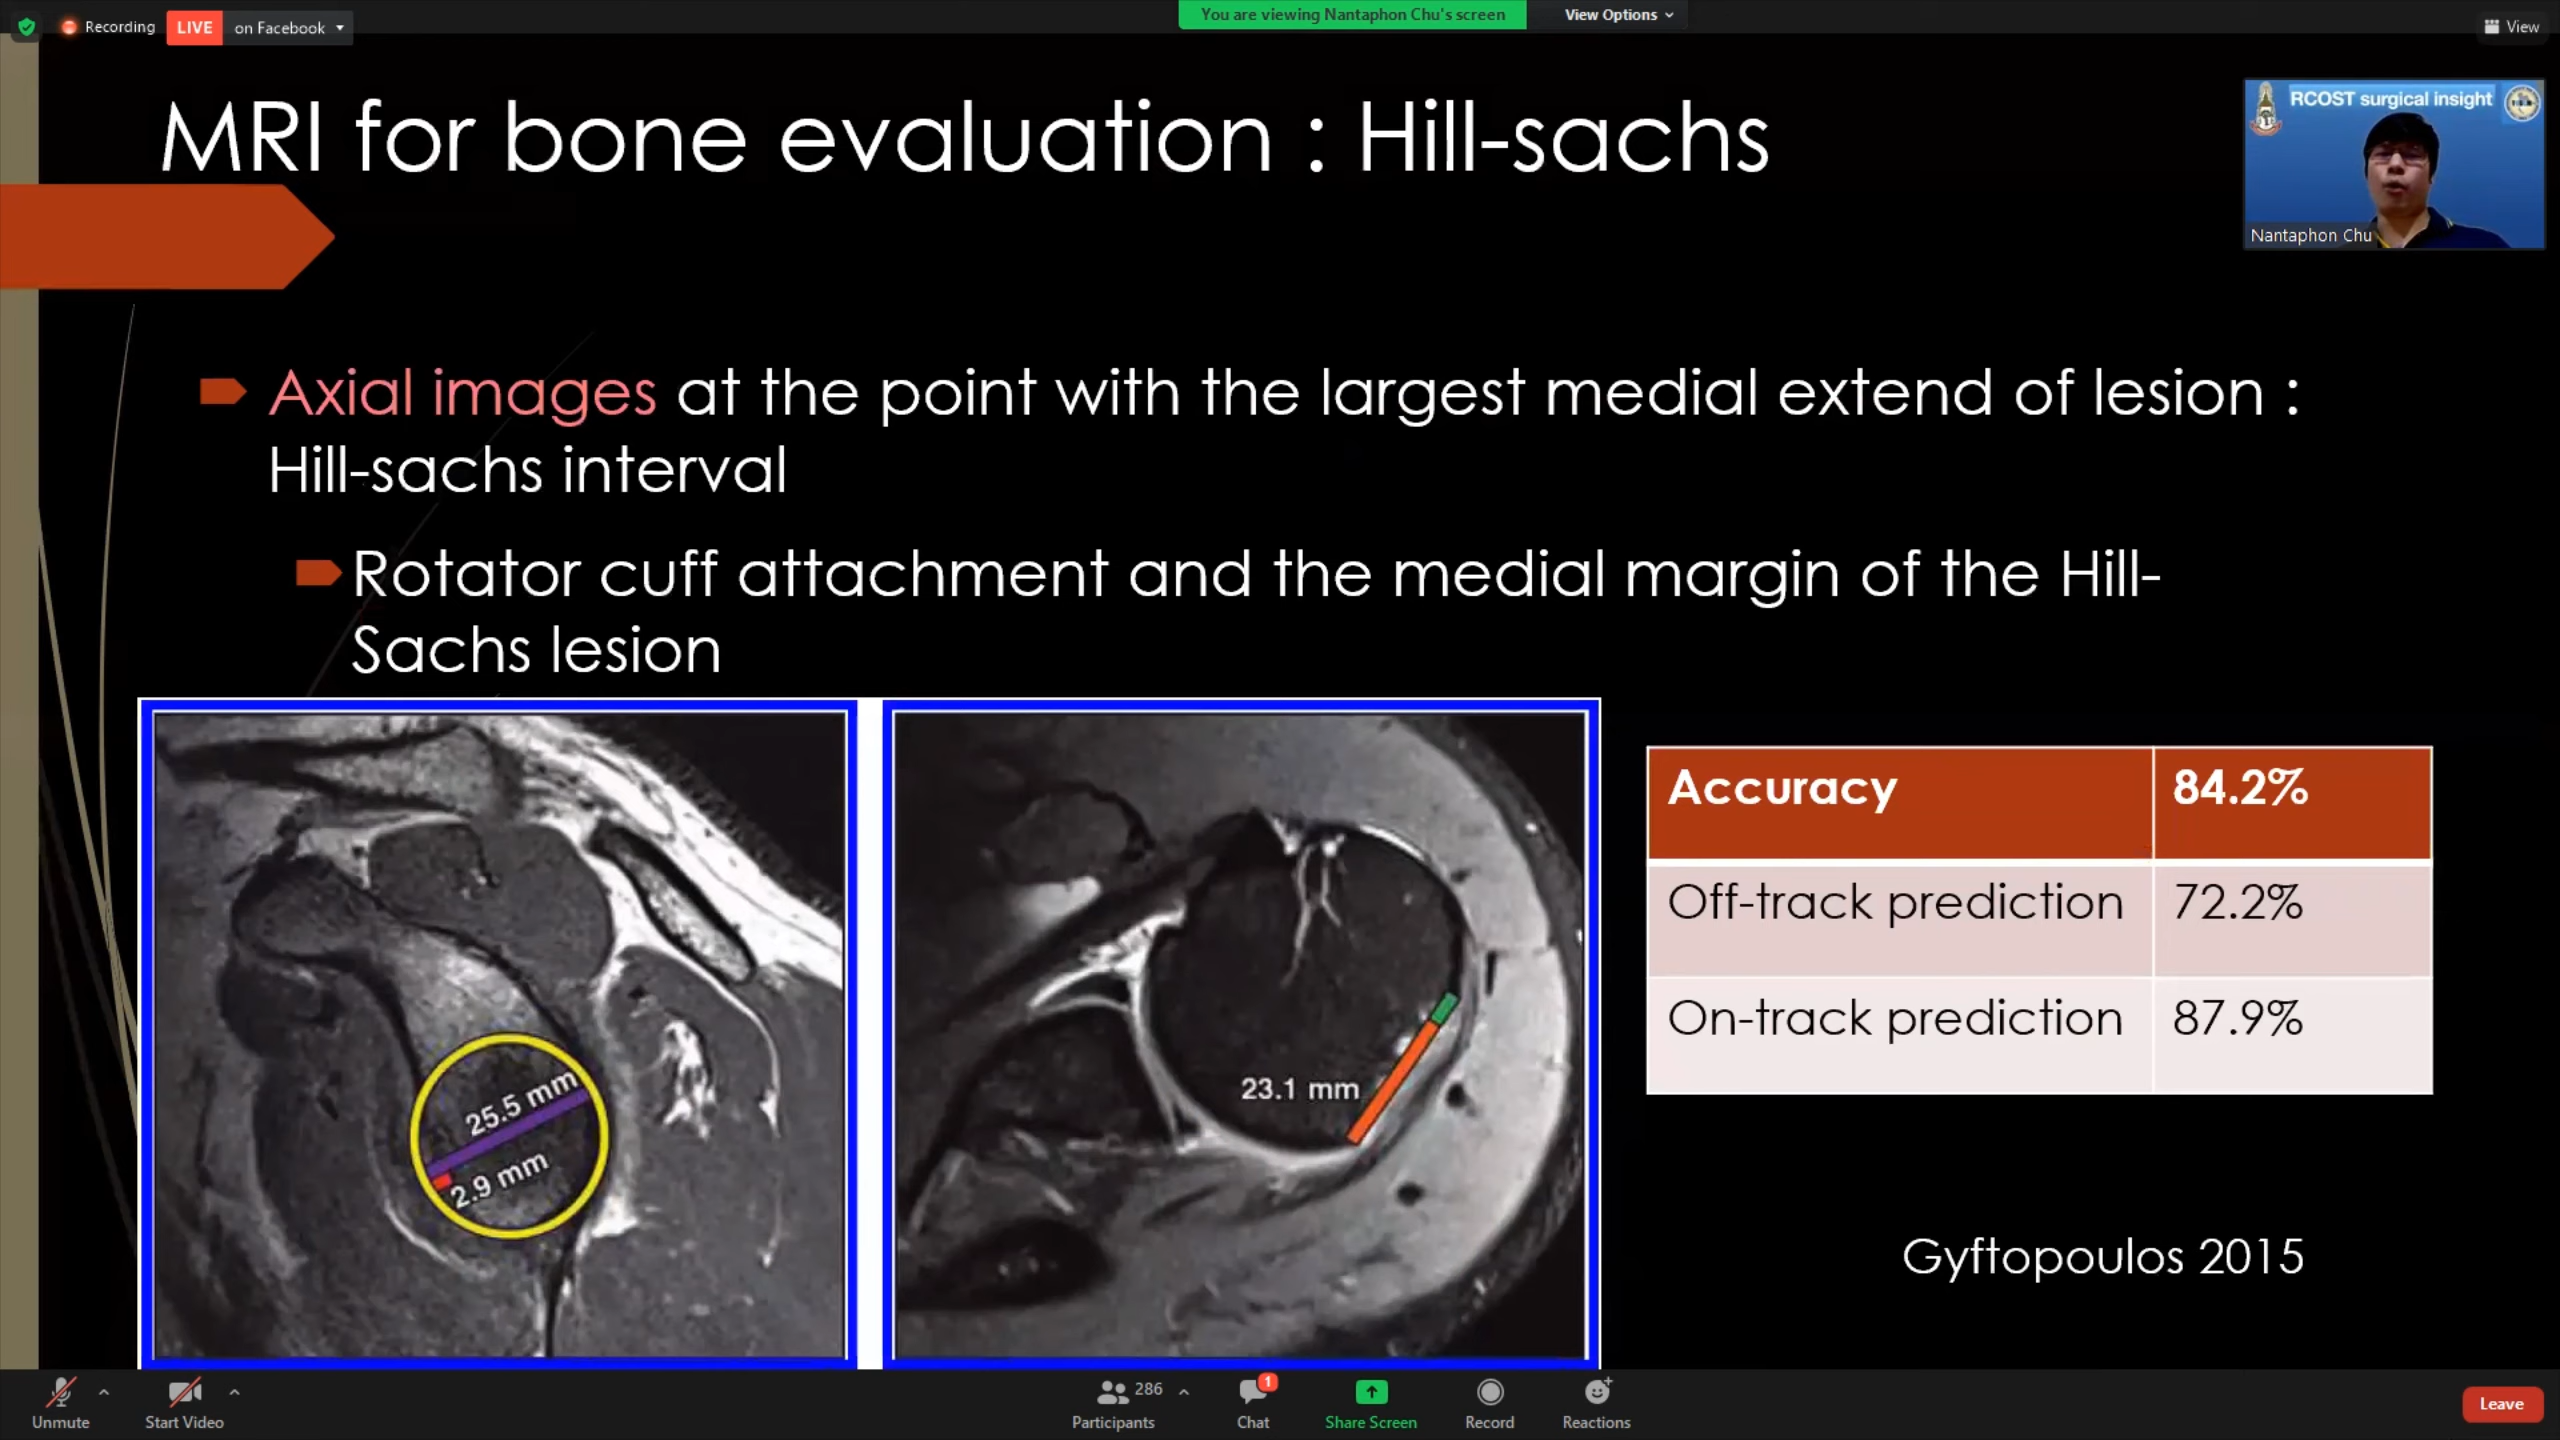 Recording
LIVE on Facebook
You are viewing Nantaphon Chu's screen
View Options
View
MRI for bone evaluation : Hill-sachs
RCOST surgical insight
Nantaphon Chu
Axial images at the point with the largest medial extend of lesion :
Hill-sachs interval
Rotator cuff attachment and the medial margin of the Hill-
Sachs lesion
25.5 mm
2.9 mm
23.1 mm
Accuracy 84.2%
Off-track prediction 72.2%
On-track prediction 87.9%
Gyftopoulos 2015
Unmute
Start Video
286
Participants
1
Chat
Share Screen
Record
Reactions
Leave